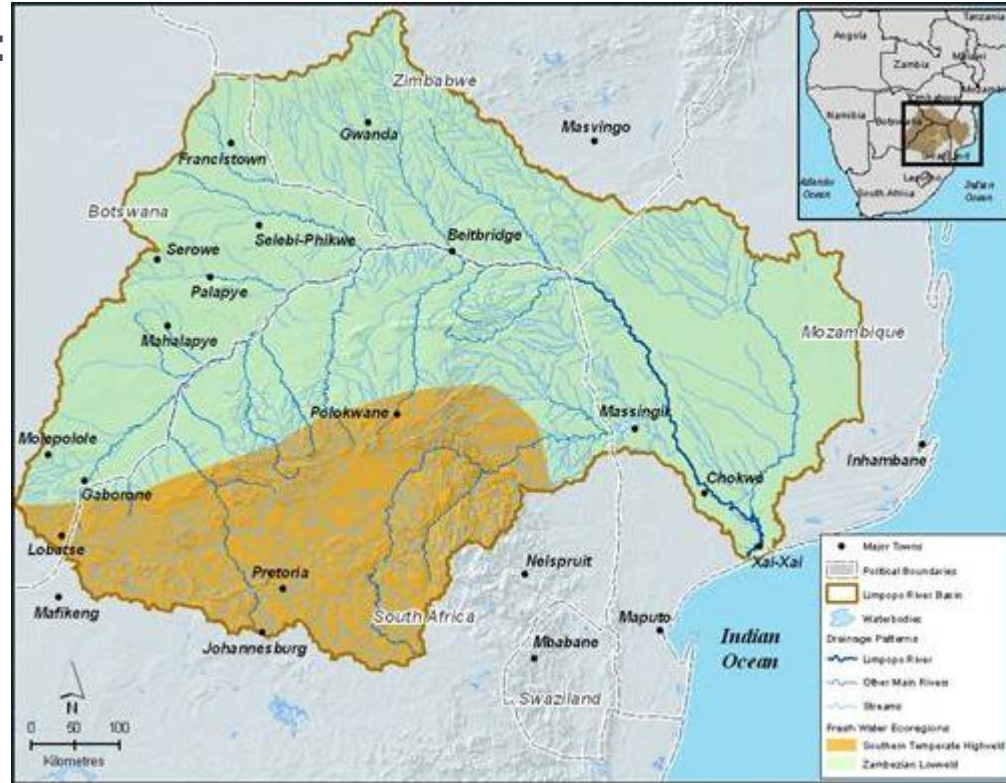 Zimbabwe
Gwanda
Masvingo
Francistown
Botswana
Selebi-Phikwe
Beitbridge
Serowe
Palapye
Mahalapye
Mozambique
Polokwane
Massingir
Molepolole
Inhambane
Gaborone
Chokwe
Lobatse
Xai-Xai
Pretoria
Nelspruit
Mafikeng
South Africa
Maputo
Johannesburg
Mbabane
Indian
Ocean
Swaziland
N
0 50 100
Kilometres
Tanzania
Angola
Zambia
Namibia
Botswana
South Africa
Atlantic
Ocean
Indian
Ocean
Major Towns
Political Boundaries
Limpopo River Basin
Waterbodies
Drainage Patterns
Limpopo River
Other Main Rivers
Streams
Fresh Water Ecoregions
Southern Temperate Highveld
Zambezian Lowveld